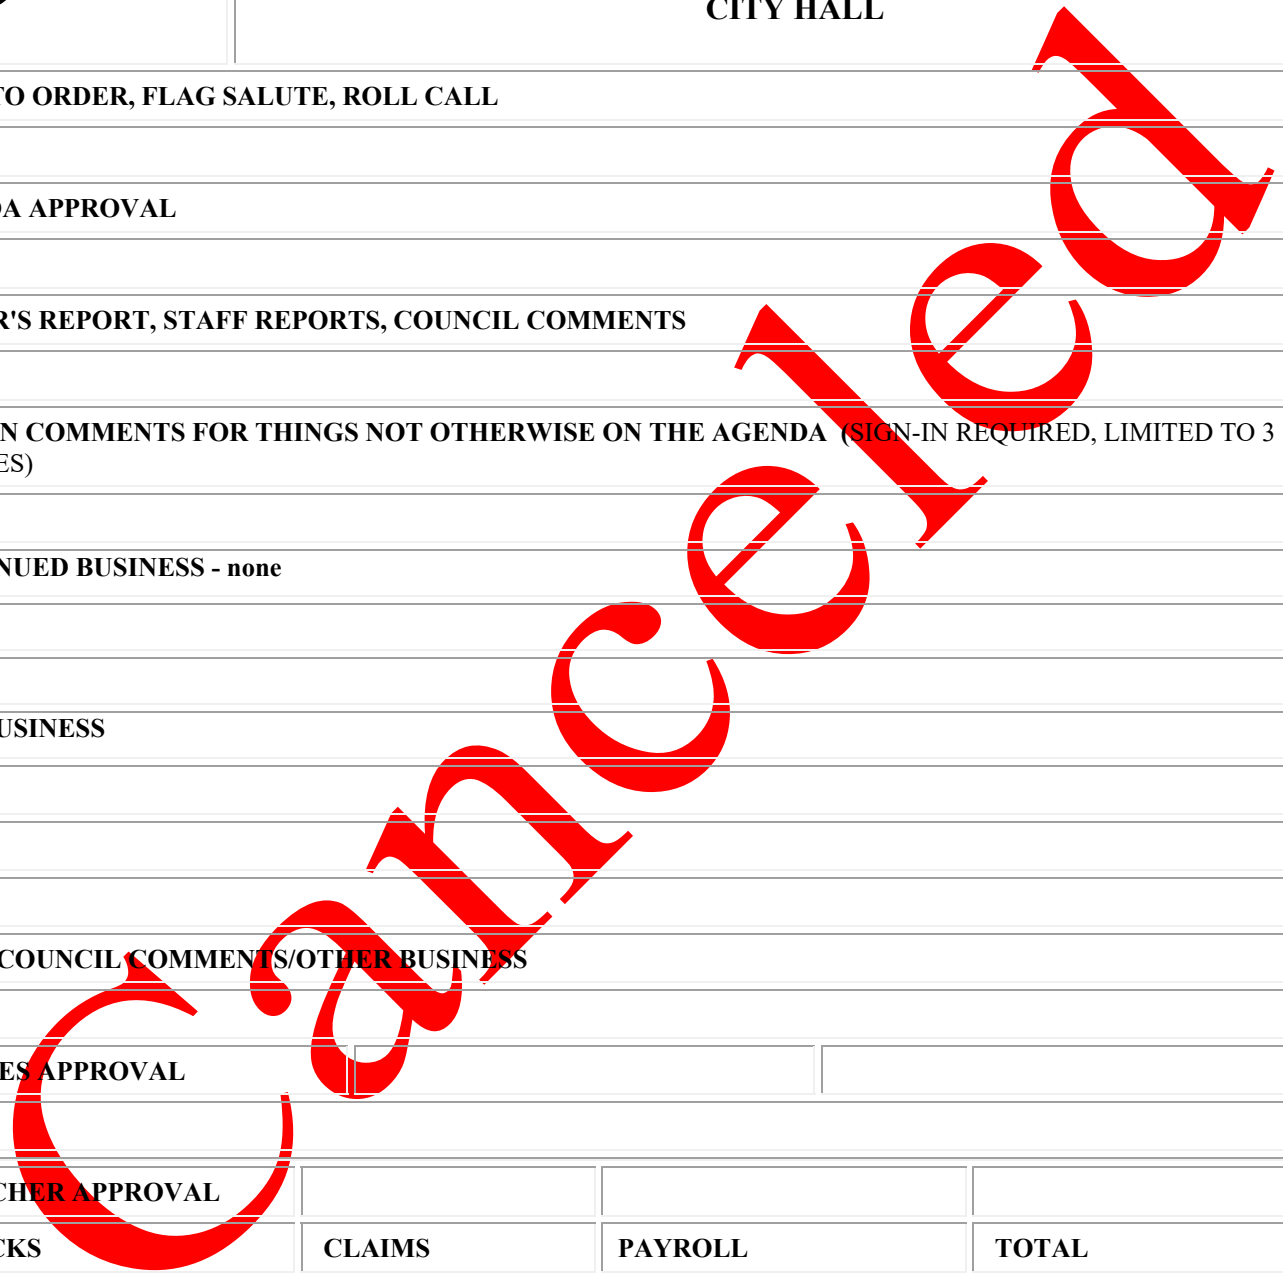 CITY HALL
TO ORDER, FLAG SALUTE, ROLL CALL
DA APPROVAL
R'S REPORT, STAFF REPORTS, COUNCIL COMMENTS
N COMMENTS FOR THINGS NOT OTHERWISE ON THE AGENDA (SIGN-IN REQUIRED, LIMITED TO 3
ES)
NUED BUSINESS - none
USINESS
COUNCIL COMMENTS/OTHER BUSINESS
ES APPROVAL
CHER APPROVAL
CKS CLAIMS PAYROLL TOTAL
Canceled